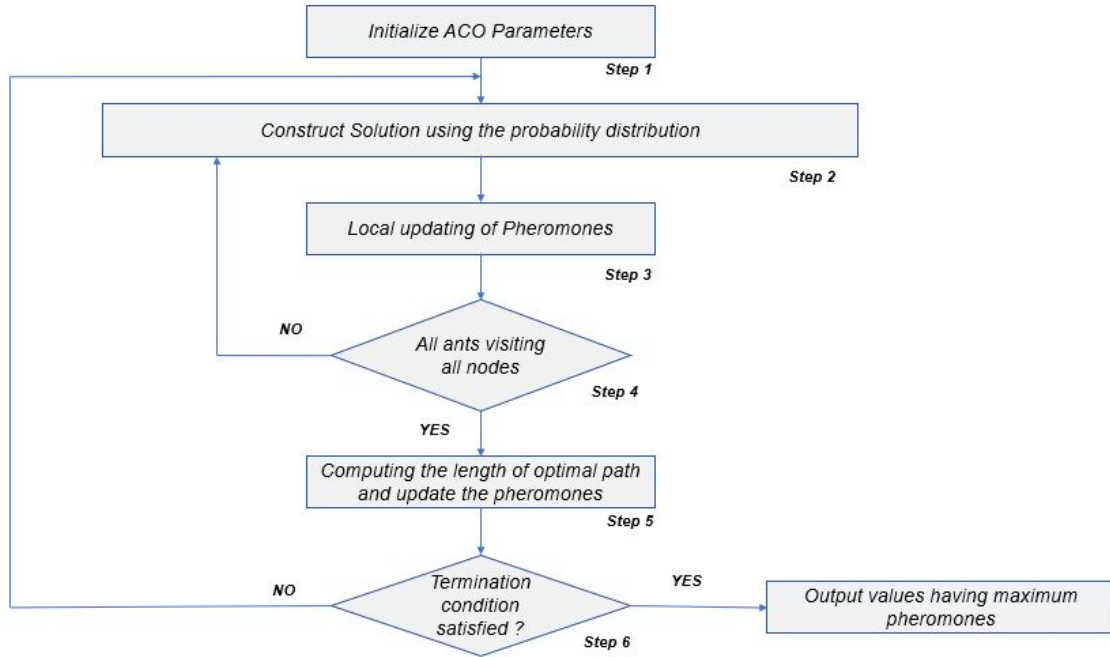 Initialize ACO Parameters
Step 1
Construct Solution using the probability distribution
Step 2
Local updating of Pheromones
Step 3
NO
All ants visiting
all nodes
Step 4
YES
Computing the length of optimal path
and update the pheromones
Step 5
NO
Termination
condition
satisfied ?
Step 6
YES
Output values having maximum
pheromones